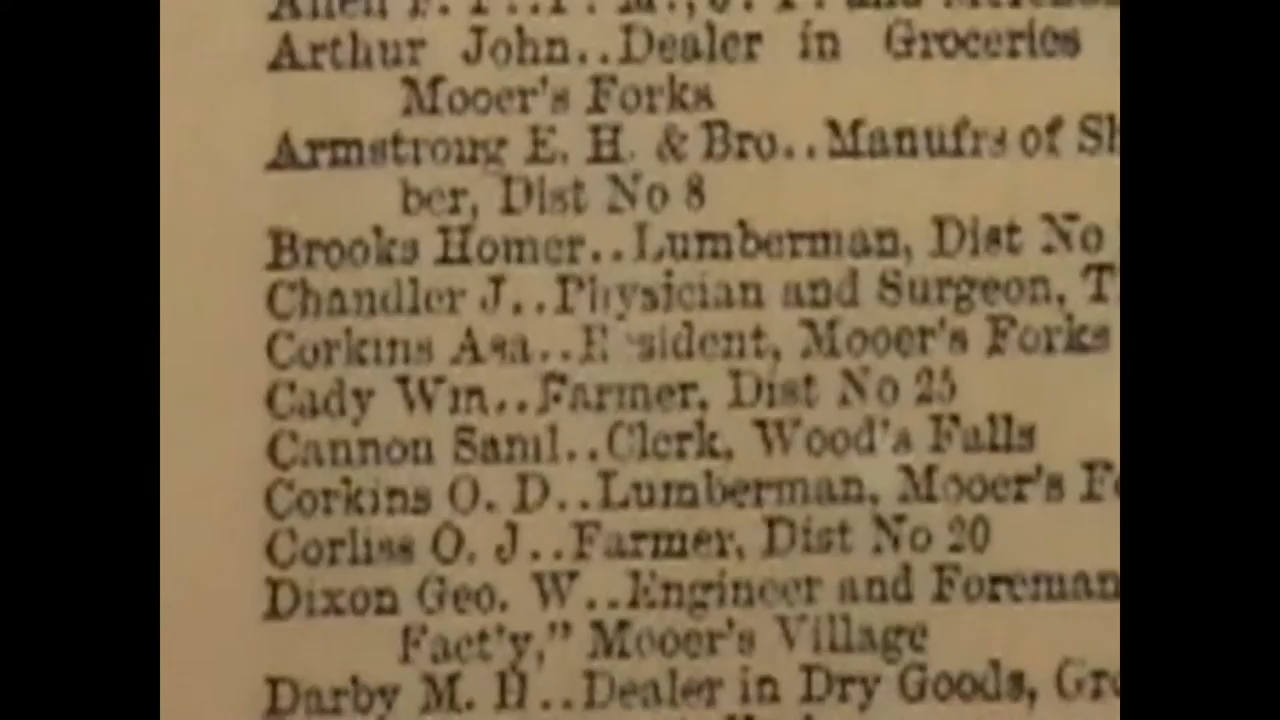 Arthur John..Dealer in Groceries
Mooer's Forks
Armstrong E. H. & Bro..Manufrs of
ber, Dist No 8
Brooks Homer..Lumberman, Dist No
Chandler J..Physician and Surgeon,
Corkins Asa..Resident, Mooer's Forks
Cady Wm..Farmer, Dist No 25
Cannon Saml..Clerk, Wood's Falls
Corkins O. D..Lumberman, Mooer's
Corliss O. J..Farmer, Dist No 20
Dixon Geo. W..Engineer and Foreman
Fact'y," Mooer's Village
Darby M. H..Dealer in Dry Goods,